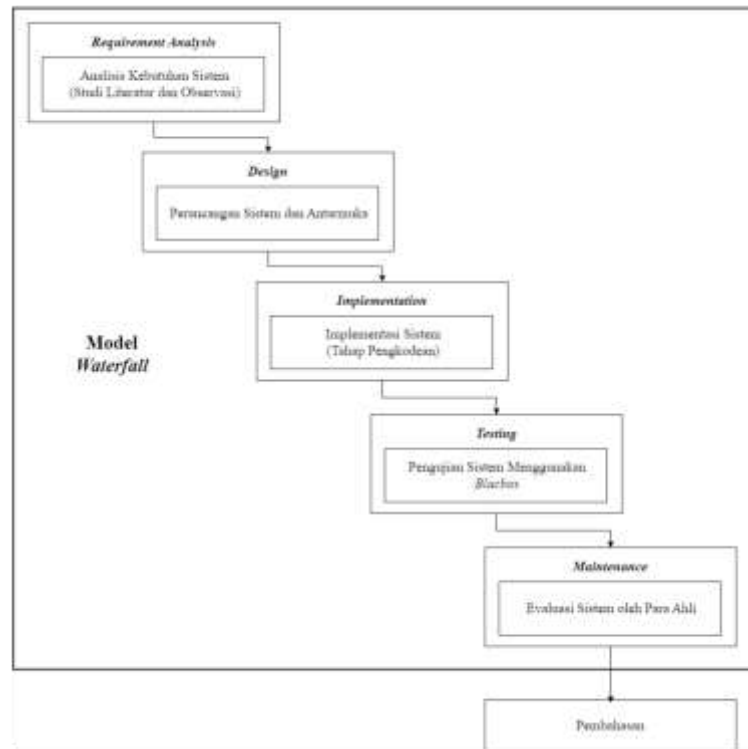 Requirement Analysis
Analisis Kebutuhan Sistem
(Studi Literatur dan Observasi)
Design
Perancangan Sistem dan Antarmuka
Implementation
Implementasi Sistem
(Tahap Pengkodean)
Model
Waterfall
Testing
Pengujian Sistem Menggunakan
Blacbox
Maintenance
Evaluasi Sistem oleh Para Ahli
Pembahasan